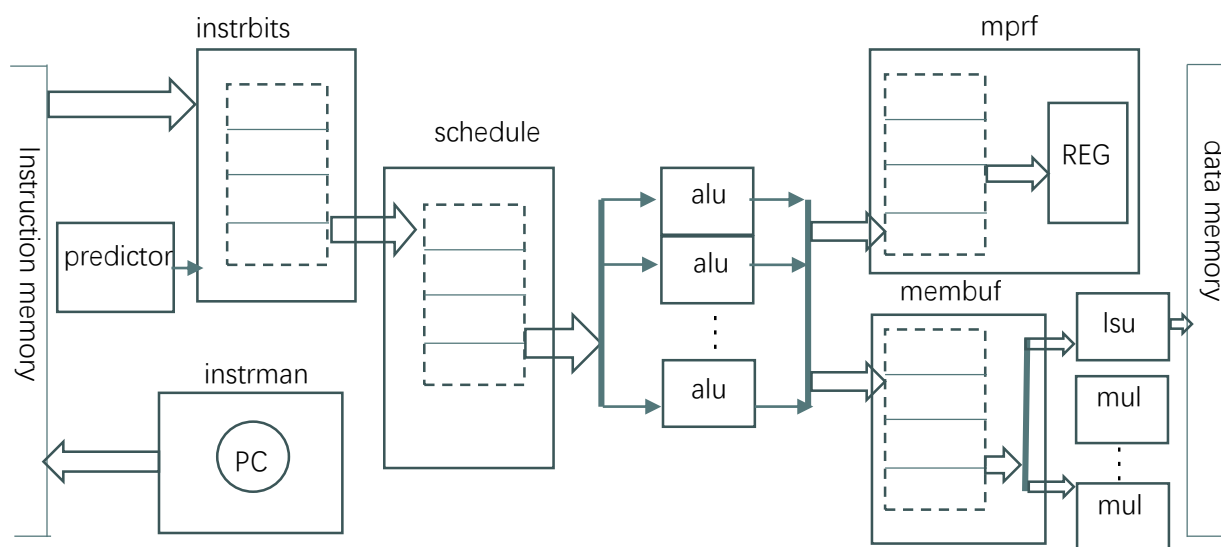 instrbits
mprf
schedule
Instruction memory
predictor
alu
alu
alu
REG
data memory
membuf
lsu
mul
mul
instrman
PC